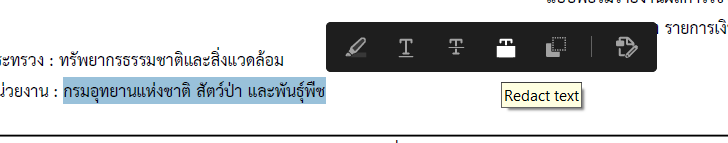 รายการเงิ
กระทรวง : ทรัพยากรธรรมชาติและสิ่งแวดล้อม
หน่วยงาน : กรมอุทยานแห่งชาติ สัตว์ป่า และพันธุ์พืช
Redact text